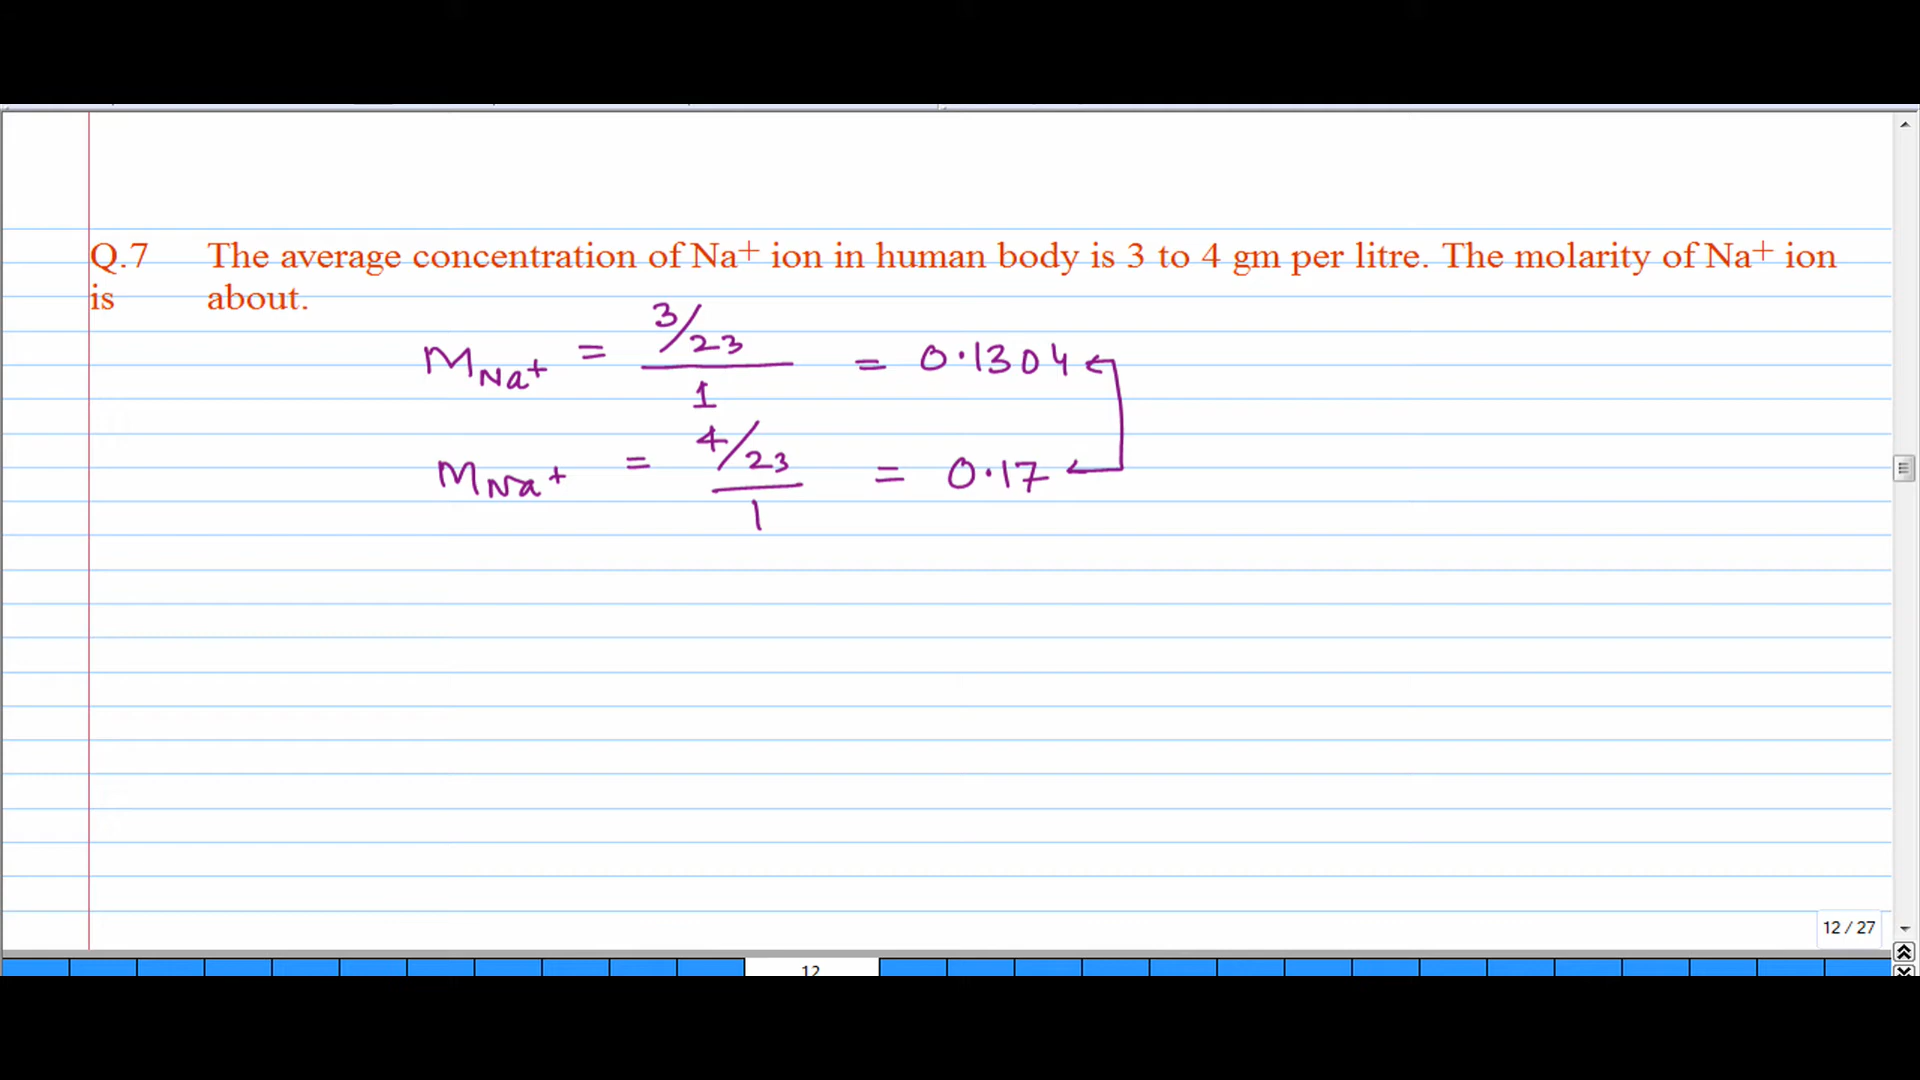 Q.7 The average concentration of Na+ ion in human body is 3 to 4 gm per litre. The molarity of Na+ ion
is about.
M_Na+ = (3/23)/1 = 0.1304
M_Na+ = (4/23)/1 = 0.17
12 / 27
12